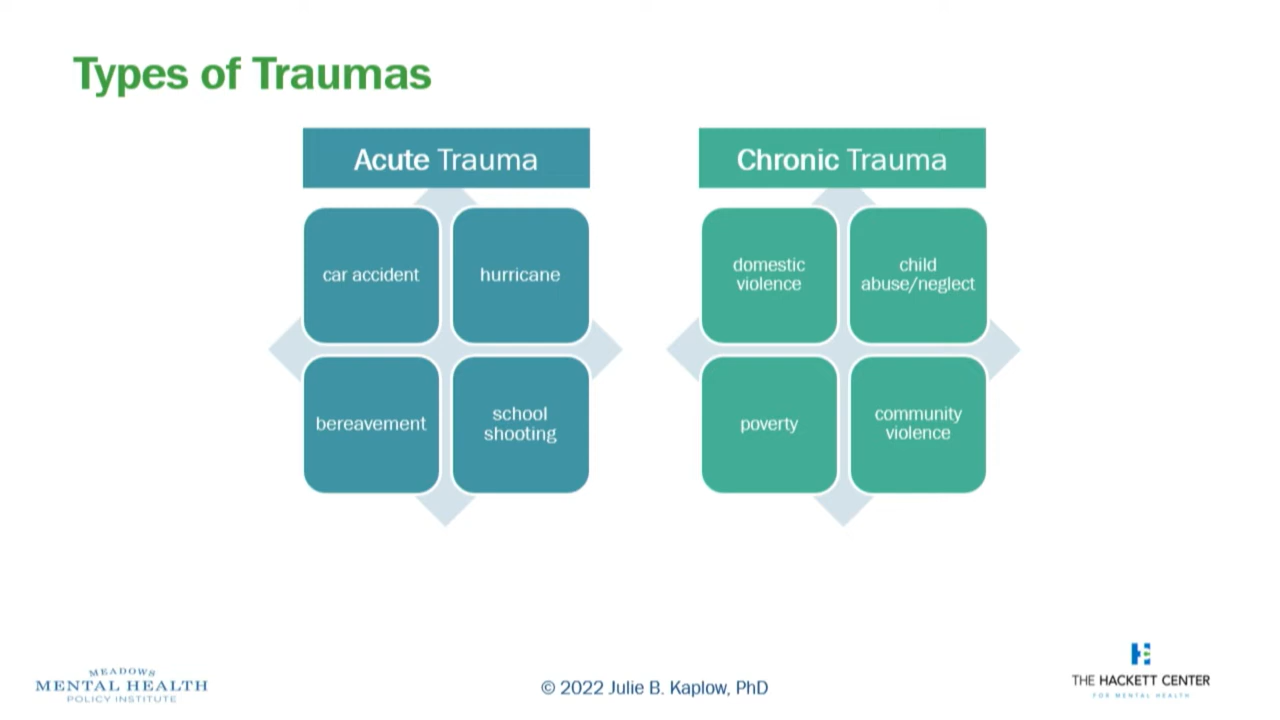 Types of Traumas
Acute Trauma
car accident
hurricane
bereavement
school
shooting
Chronic Trauma
domestic
violence
child
abuse/neglect
poverty
community
violence
MEADOWS
MENTAL HEALTH
POLICY INSTITUTE
© 2022 Julie B. Kaplow, PhD
THE HACKETT CENTER
FOR MENTAL HEALTH